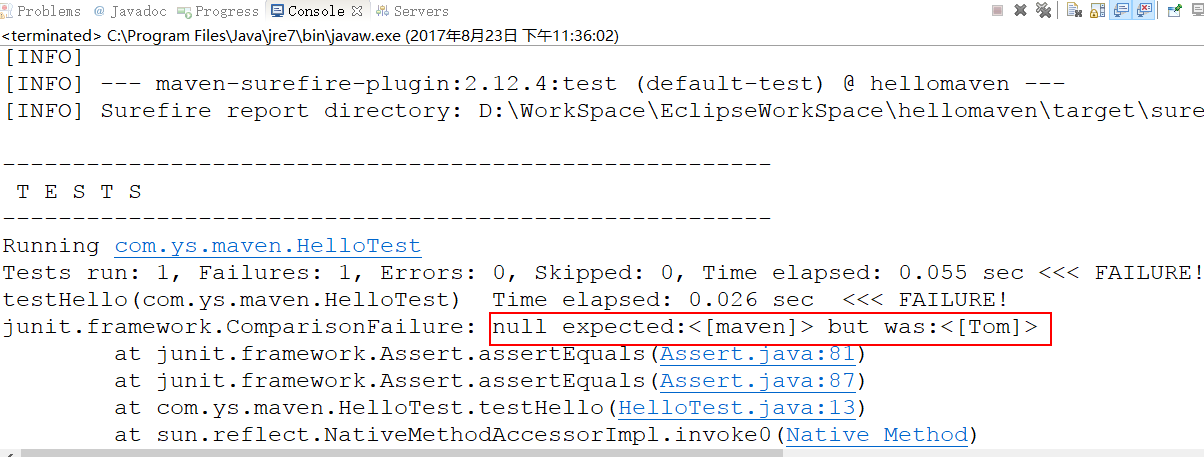 Problems @ Javadoc Progress Console Servers
<terminated> C:\Program Files\Java\jre7\bin\javaw.exe (2017年8月23日 下午11:36:02)
[INFO]
[INFO] --- maven-surefire-plugin:2.12.4:test (default-test) @ hellomaven ---
[INFO] Surefire report directory: D:\WorkSpace\EclipseWorkSpace\hellomaven\target\sure
-------------------------------------------------------
T E S T S
-------------------------------------------------------
Running com.ys.maven.HelloTest
Tests run: 1, Failures: 1, Errors: 0, Skipped: 0, Time elapsed: 0.055 sec <<< FAILURE!
testHello(com.ys.maven.HelloTest)  Time elapsed: 0.026 sec  <<< FAILURE!
junit.framework.ComparisonFailure: null expected:<[maven]> but was:<[Tom]>
at junit.framework.Assert.assertEquals(Assert.java:81)
at junit.framework.Assert.assertEquals(Assert.java:87)
at com.ys.maven.HelloTest.testHello(HelloTest.java:13)
at sun.reflect.NativeMethodAccessorImpl.invoke0(Native Method)